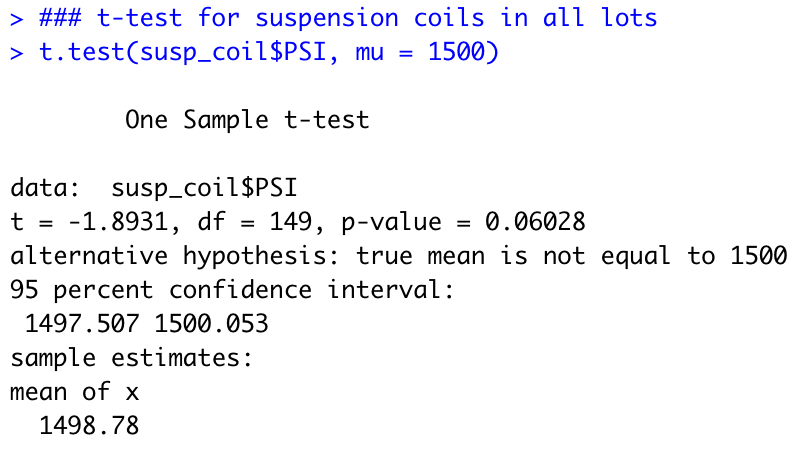 > ### t-test for suspension coils in all lots
> t.test(susp_coil$PSI, mu = 1500)
One Sample t-test
data:  susp_coil$PSI
t = -1.8931, df = 149, p-value = 0.06028
alternative hypothesis: true mean is not equal to 1500
95 percent confidence interval:
1497.507 1500.053
sample estimates:
mean of x
1498.78